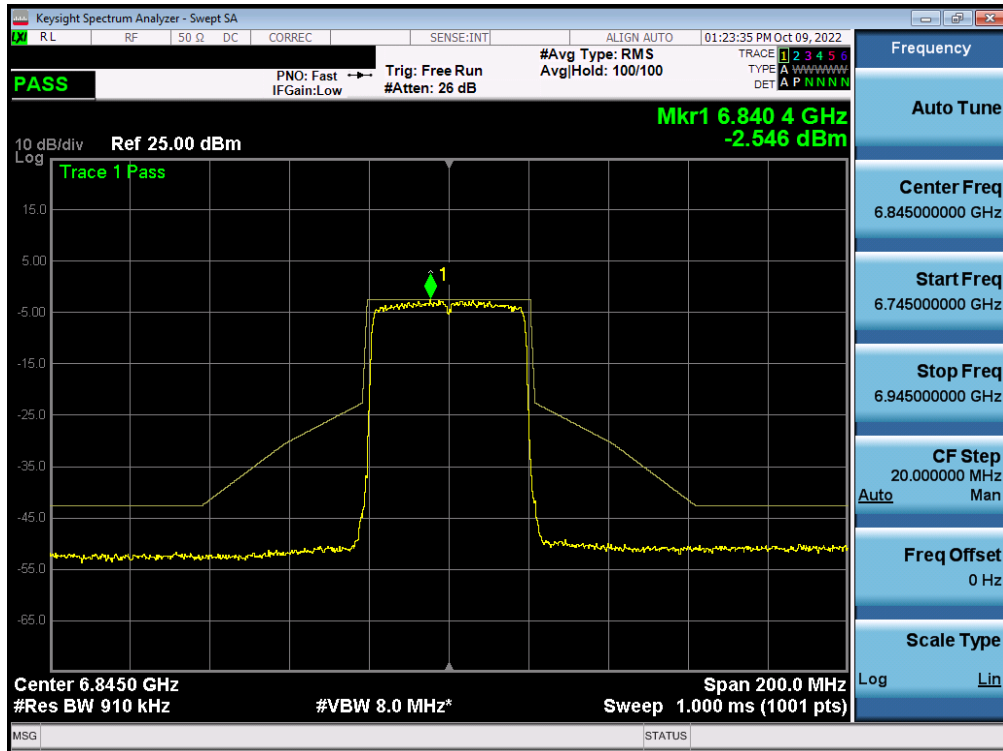 Keysight Spectrum Analyzer - Swept SA
LXI RL RF 50 Ω DC CORREC SENSE:INT ALIGN AUTO 01:23:35 PM Oct 09, 2022
PASS
PNO: Fast
IFGain:Low
Trig: Free Run
#Atten: 26 dB
#Avg Type: RMS
Avg|Hold: 100/100
TRACE 1 2 3 4 5 6
TYPE A WWWWW
DET A P N N N N
Mkr1 6.840 4 GHz
-2.546 dBm
10 dB/div Ref 25.00 dBm
Log
Trace 1 Pass
15.0
5.00
1
-5.00
-15.0
-25.0
-35.0
-45.0
-55.0
-65.0
Center 6.8450 GHz Span 200.0 MHz
#Res BW 910 kHz #VBW 8.0 MHz* Sweep 1.000 ms (1001 pts)
MSG STATUS
Frequency
Auto Tune
Center Freq
6.845000000 GHz
Start Freq
6.745000000 GHz
Stop Freq
6.945000000 GHz
CF Step
20.000000 MHz
Auto Man
Freq Offset
0 Hz
Scale Type
Log Lin